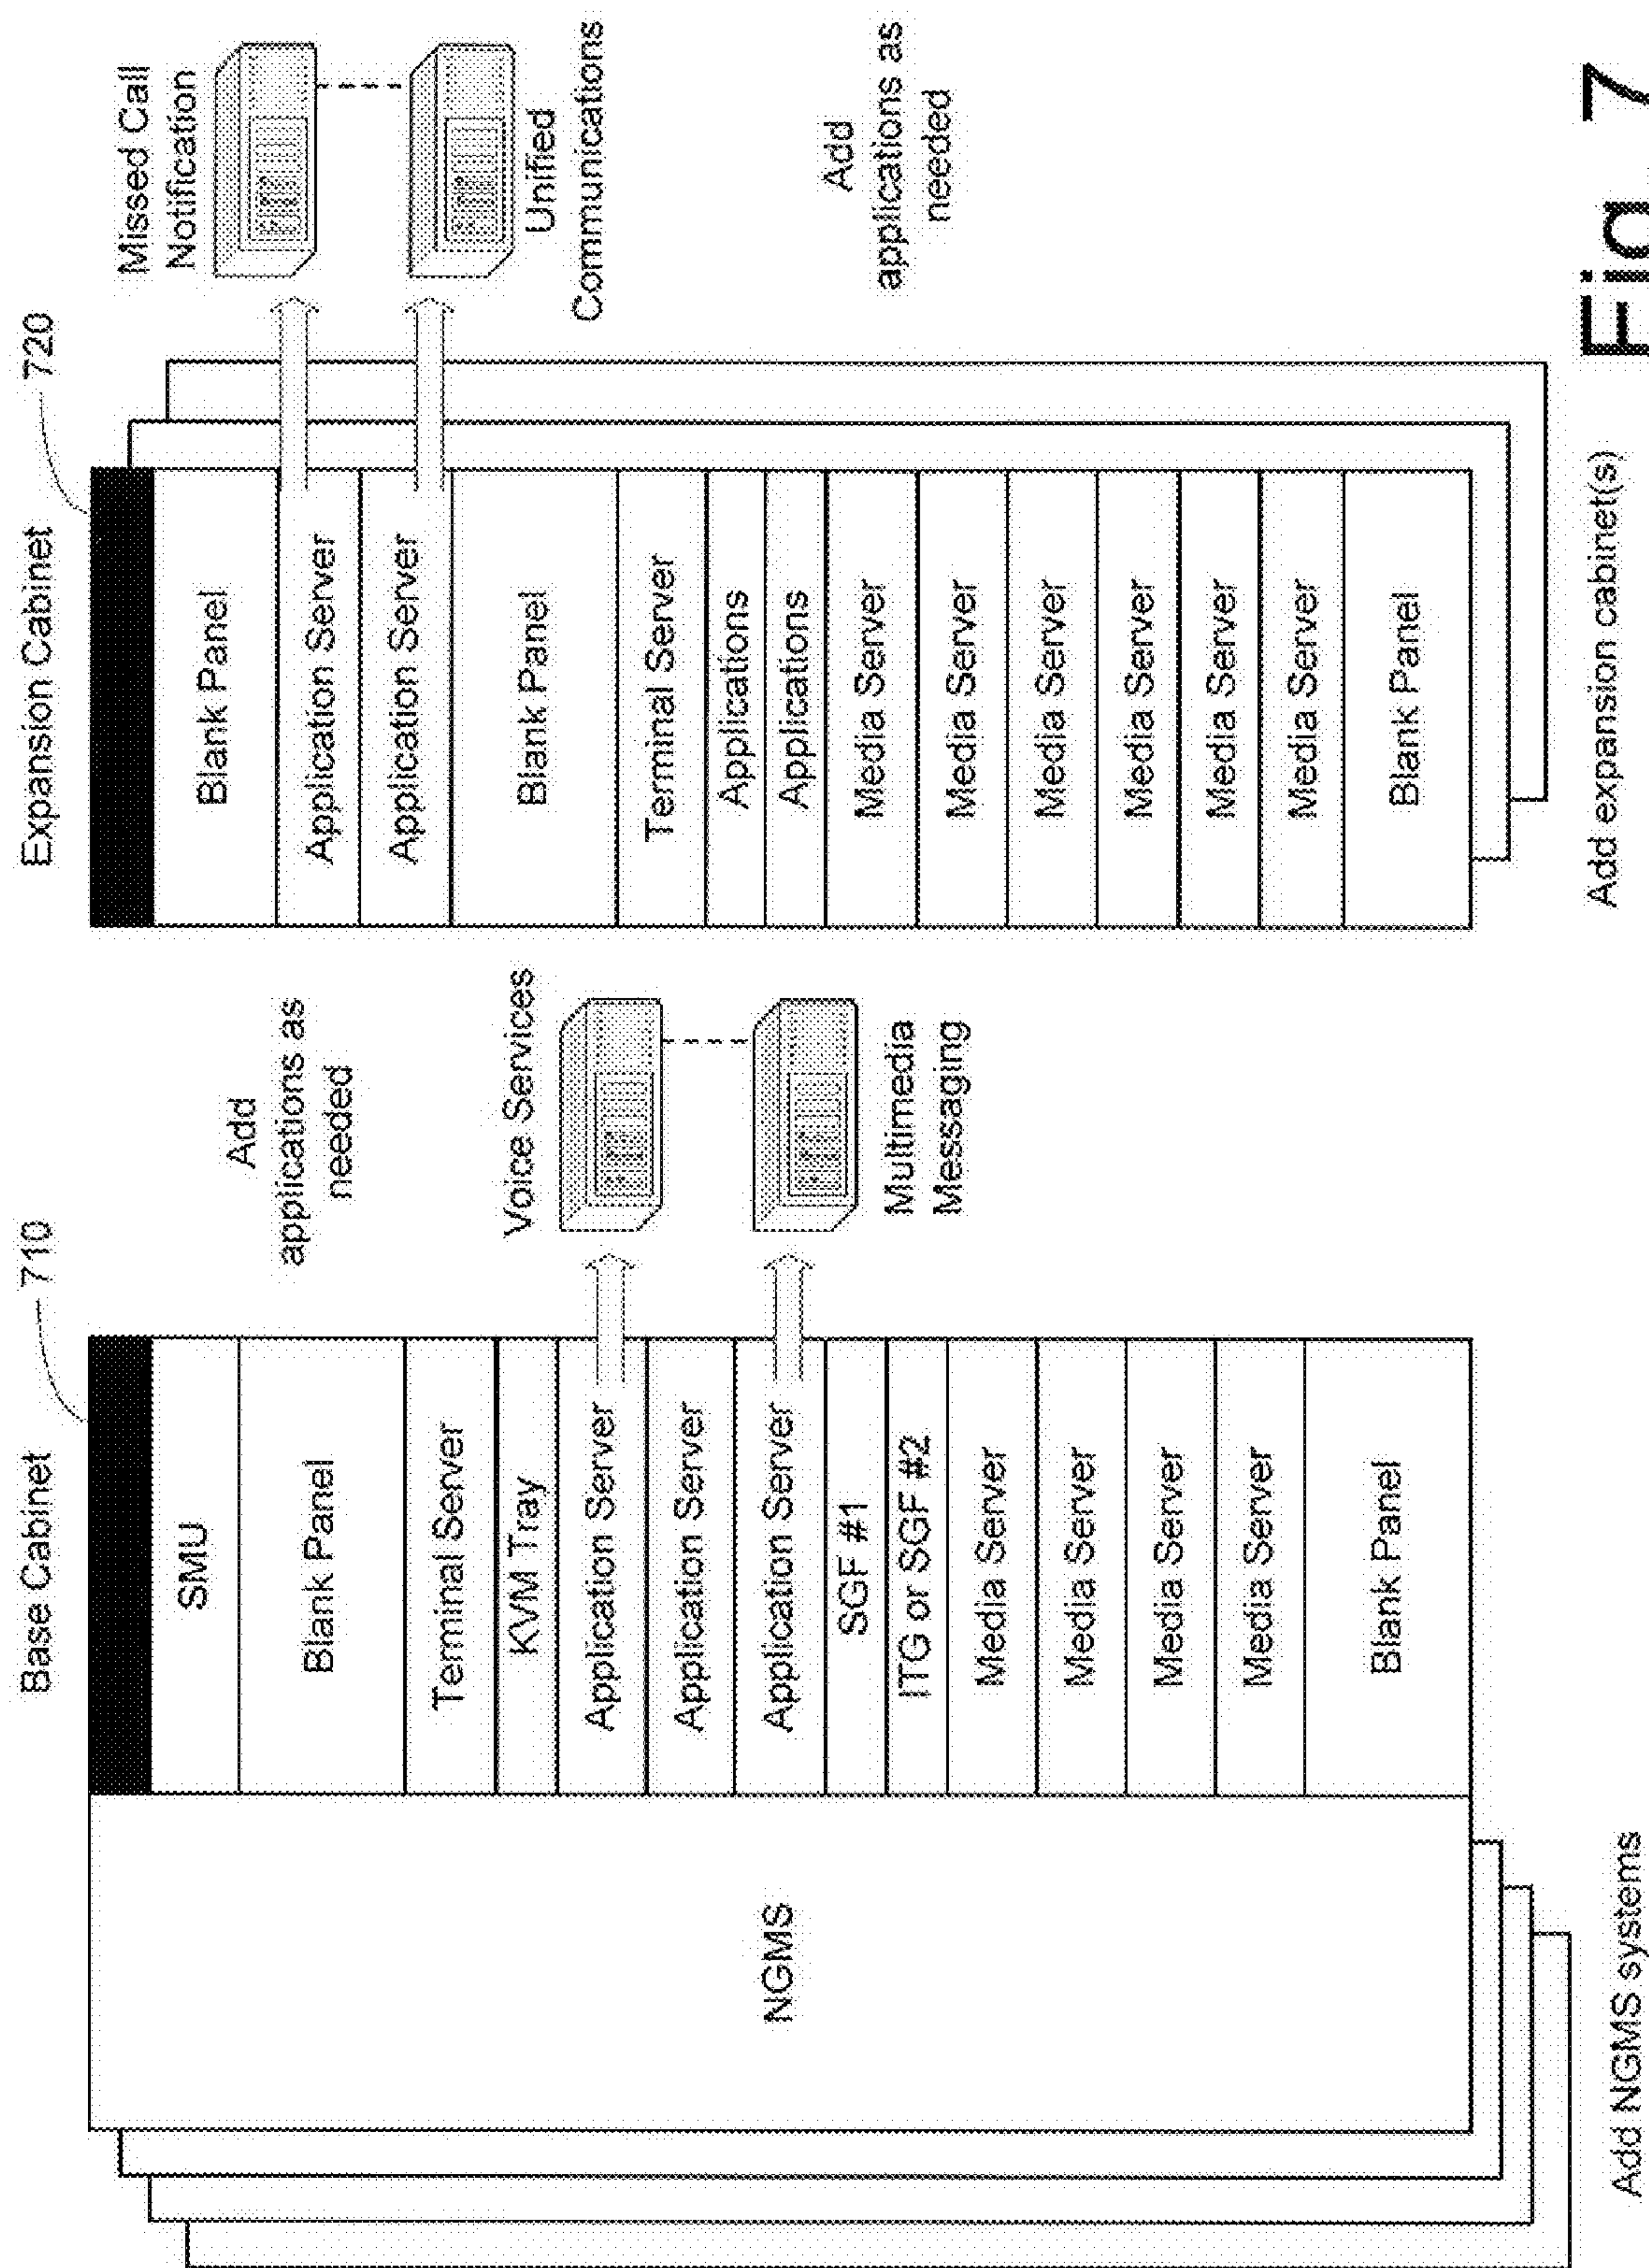 Base Cabinet
710
SMU
Blank Panel
Terminal Server
KVM Tray
Application Server
Application Server
Application Server
SGF #1
ITG or SGF #2
Media Server
Media Server
Media Server
Media Server
Blank Panel
NGMS
Add NGMS systems
Add
applications as
needed
Voice Services
Multimedia
Messaging
Expansion Cabinet
720
Blank Panel
Application Server
Application Server
Blank Panel
Terminal Server
Applications
Applications
Media Server
Media Server
Media Server
Media Server
Media Server
Media Server
Blank Panel
Add expansion cabinet(s)
Missed Call
Notification
Unified
Communications
Add
applications as
needed
Fig 7